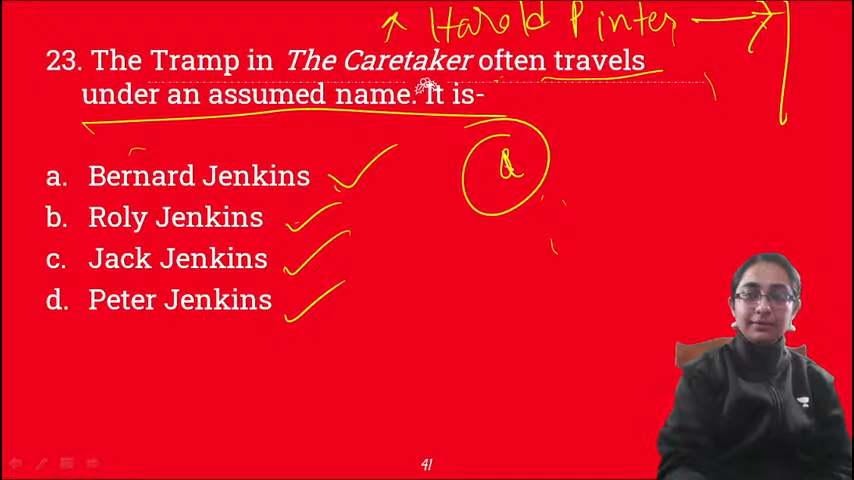 Harold Pinter
23. The Tramp in The Caretaker often travels
under an assumed name. It is-
a. Bernard Jenkins
b. Roly Jenkins
c. Jack Jenkins
d. Peter Jenkins
a
41